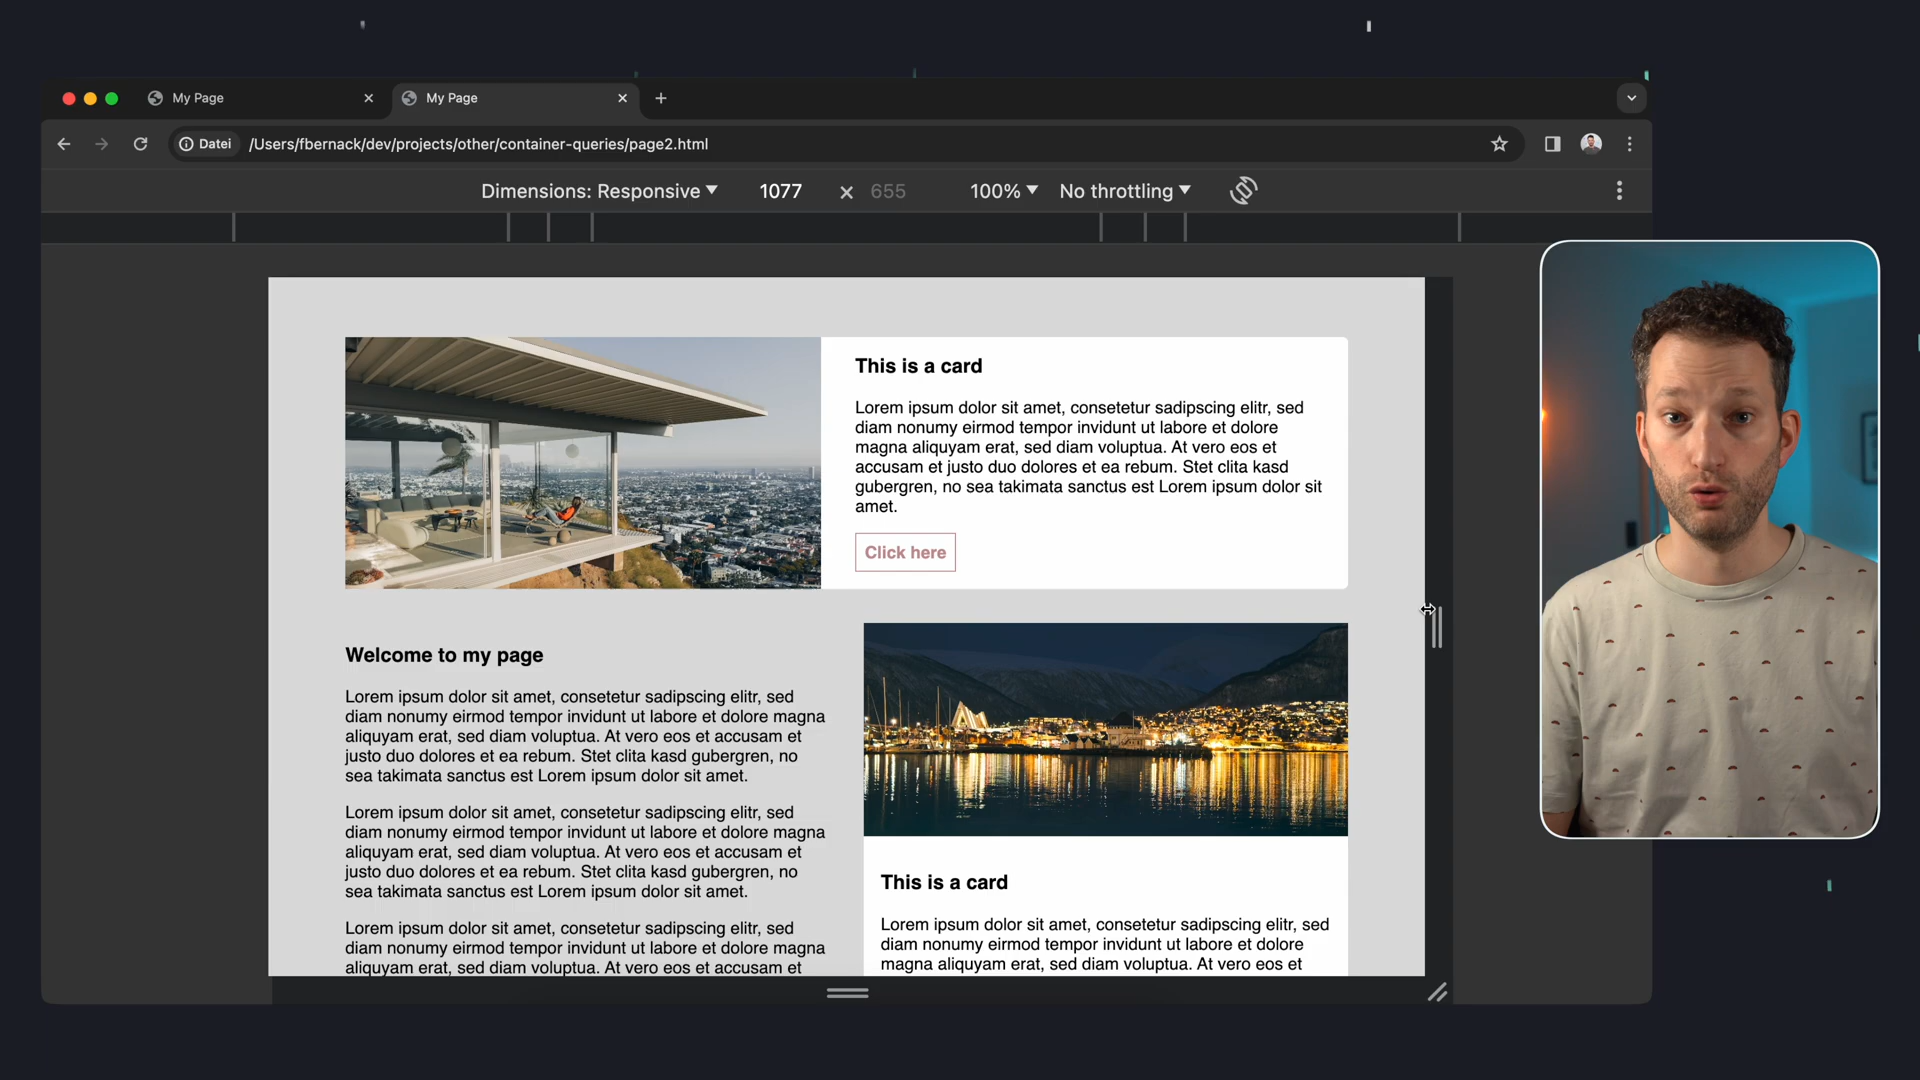 My Page
My Page
Datei
/Users/fbernack/dev/projects/other/container-queries/page2.html
Dimensions: Responsive
1077
655
100%
No throttling
This is a card
Lorem ipsum dolor sit amet, consetetur sadipscing elitr, sed
diam nonumy eirmod tempor invidunt ut labore et dolore
magna aliquyam erat, sed diam voluptua. At vero eos et
accusam et justo duo dolores et ea rebum. Stet clita kasd
gubergren, no sea takimata sanctus est Lorem ipsum dolor sit
amet.
Click here
Welcome to my page
Lorem ipsum dolor sit amet, consetetur sadipscing elitr, sed
diam nonumy eirmod tempor invidunt ut labore et dolore magna
aliquyam erat, sed diam voluptua. At vero eos et accusam et
justo duo dolores et ea rebum. Stet clita kasd gubergren, no
sea takimata sanctus est Lorem ipsum dolor sit amet.
Lorem ipsum dolor sit amet, consetetur sadipscing elitr, sed
diam nonumy eirmod tempor invidunt ut labore et dolore magna
aliquyam erat, sed diam voluptua. At vero eos et accusam et
justo duo dolores et ea rebum. Stet clita kasd gubergren, no
sea takimata sanctus est Lorem ipsum dolor sit amet.
Lorem ipsum dolor sit amet, consetetur sadipscing elitr, sed
diam nonumy eirmod tempor invidunt ut labore et dolore magna
aliquyam erat, sed diam voluptua. At vero eos et accusam et
This is a card
Lorem ipsum dolor sit amet, consetetur sadipscing elitr, sed
diam nonumy eirmod tempor invidunt ut labore et dolore
magna aliquyam erat, sed diam voluptua. At vero eos et